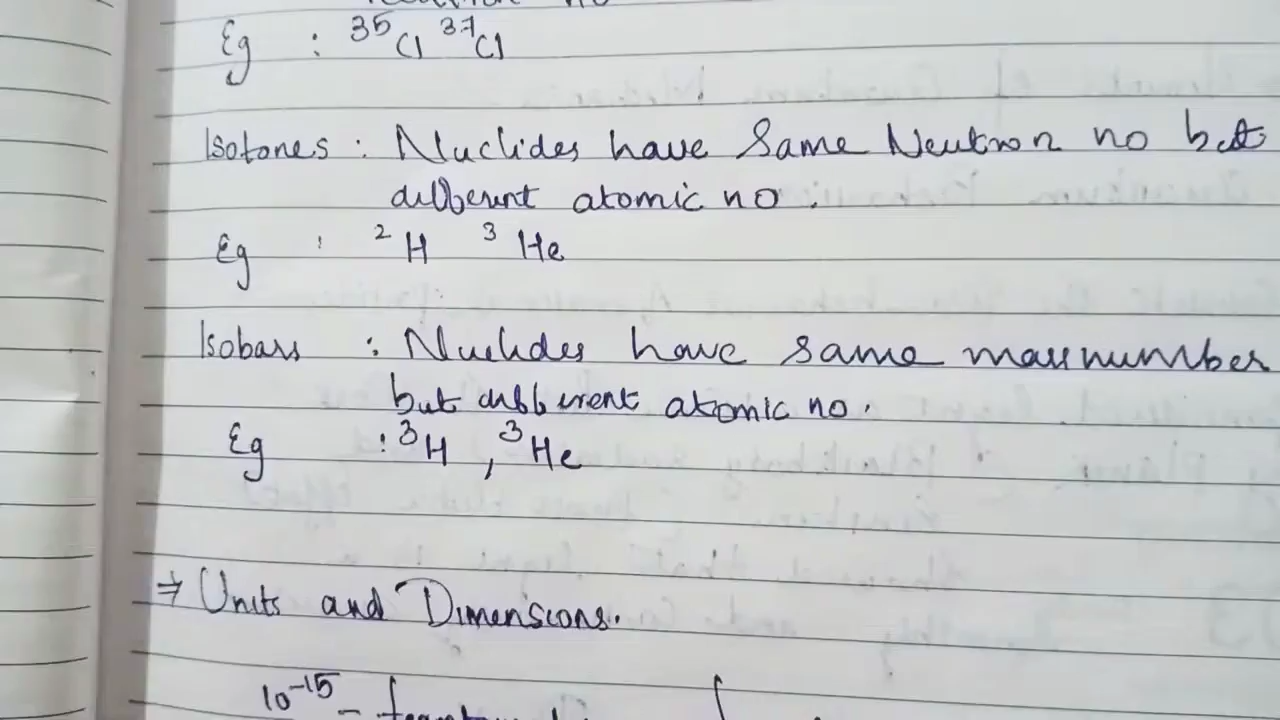 Eg : ³⁵Cl ³⁷Cl
Isotones : Nuclides have same Neutron no but
different atomic no.
Eg : ²H ³He
Isobars : Nuclides have same mass number
but different atomic no.
Eg : ³H , ³He
→ Units and Dimensions.
10⁻¹⁵ -